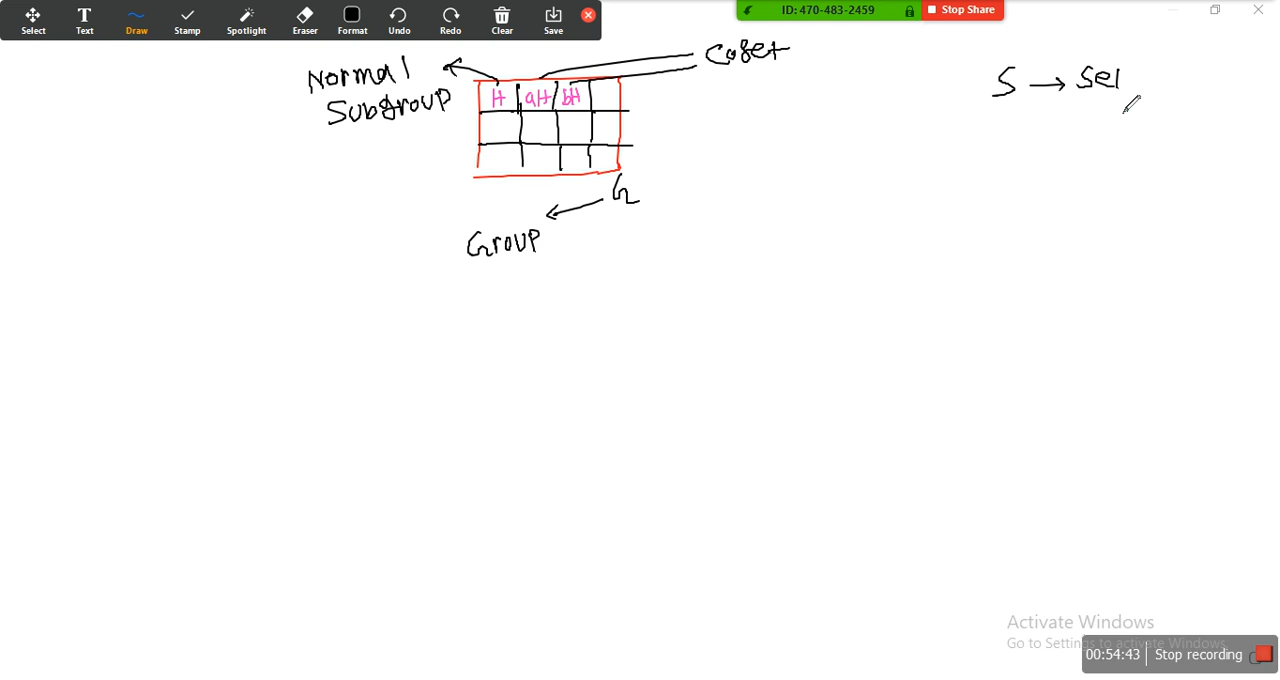 Select Text Draw Stamp Spotlight Eraser Format Undo Redo Clear Save
ID: 470-483-2459 Stop Share
Normal
Subgroup
Coset
H aH bH
S → Set
G
Group
Activate Windows
Go to Settings to activate Windows.
00:54:43 Stop recording